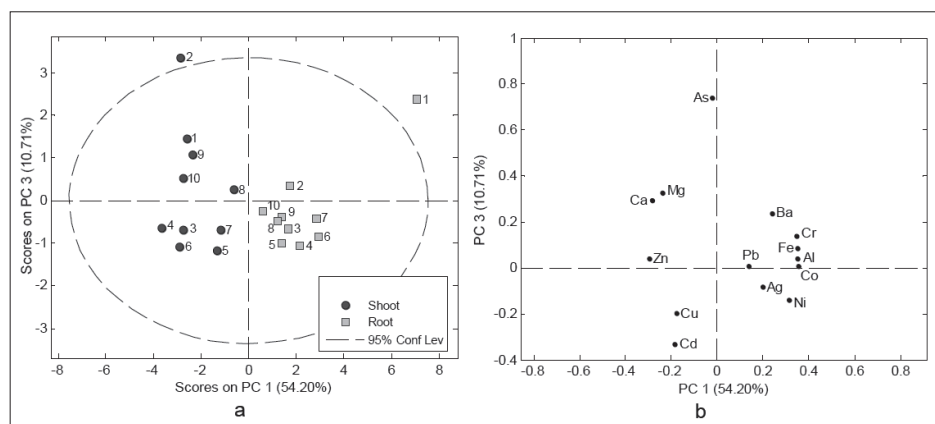 3
2
1
0
-1
-2
-3
Scores on PC 3 (10.71%)
2
1
9
10
8
4
3
7
6
5
1
2
10
9
8
3
7
5
4
6
Shoot
Root
95% Conf Lev
-8 -6 -4 -2 0 2 4 6 8
Scores on PC 1 (54.20%)
a
1
0.8
0.6
0.4
0.2
0
-0.2
-0.4
PC 3 (10.71%)
As
Mg
Ca
Ba
Cr
Fe
Al
Zn
Pb
Co
Ag
Ni
Cu
Cd
-0.8 -0.6 -0.4 -0.2 0 0.2 0.4 0.6 0.8
PC 1 (54.20%)
b